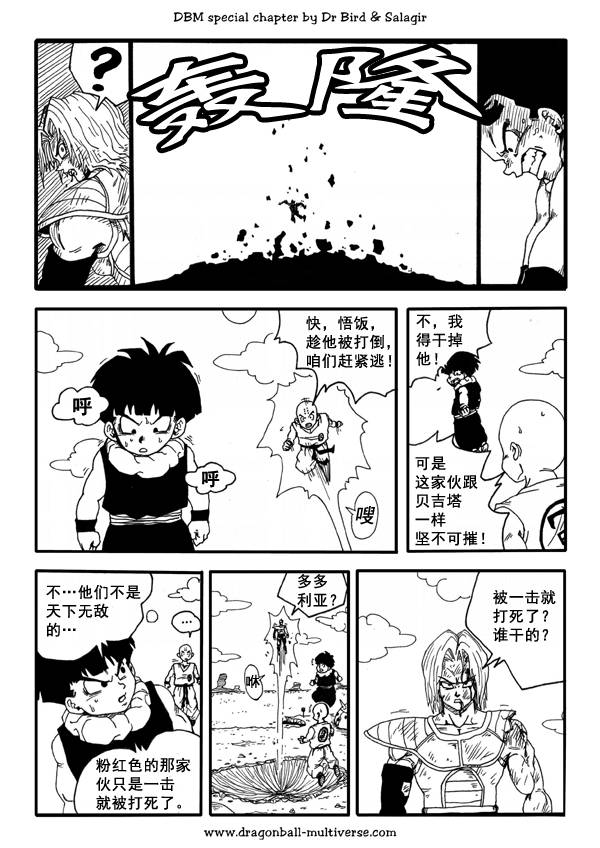 DBM special chapter by Dr Bird & Salagir
?
轰隆
快，悟饭，
趁他被打倒，
咱们赶紧逃！
呼
呼
嗖
不，我
得干掉
他！
可是
这家伙跟
贝吉塔
一样
坚不可摧！
不…他们不是
天下无敌
的…
…
粉红色的那家
伙只是一击
就被打死了。
多多
利亚？
咻
被一击就
打死了？
谁干的？
www.dragonball-multiverse.com